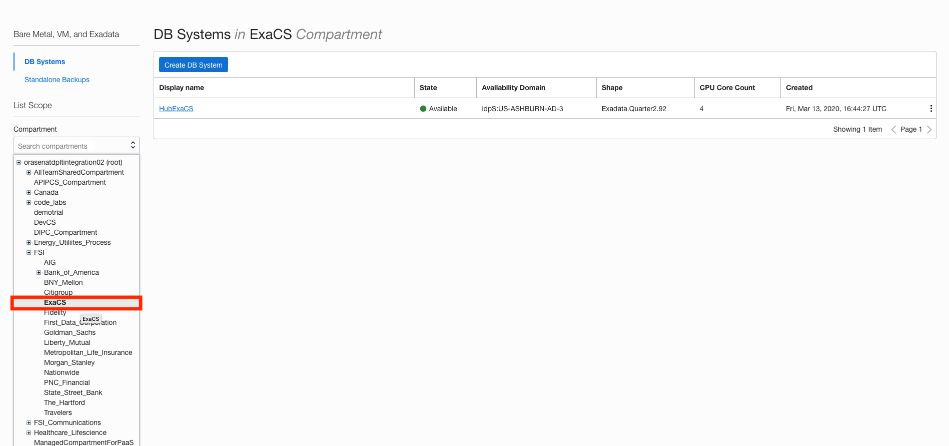 Bare Metal, VM, and Exadata
DB Systems
Standalone Backups
List Scope
Compartment
Search compartments
orasenatdpltintegration02 (root)
AllTeamSharedCompartment
APIPCS_Compartment
Canada
code_labs
demotrial
DevCS
DIPC_Compartment
Energy_Utilites_Process
FSI
AIG
Bank_of_America
BNY_Mellon
Citigroup
ExaCS
Fidelity
ExaCS
First_Data_Corporation
Goldman_Sachs
Liberty_Mutual
Metropolitan_Life_Insurance
Morgan_Stanley
Nationwide
PNC_Financial
State_Street_Bank
The_Hartford
Travelers
FSI_Communications
Healthcare_Lifescience
ManagedCompartmentForPaaS
DB Systems in ExaCS Compartment
Create DB System
Display name State Availability Domain Shape CPU Core Count Created
HubExaCS Available IdpS:US-ASHBURN-AD-3 Exadata.Quarter2.92 4 Fri, Mar 13, 2020, 16:44:27 UTC
Showing 1 Item Page 1